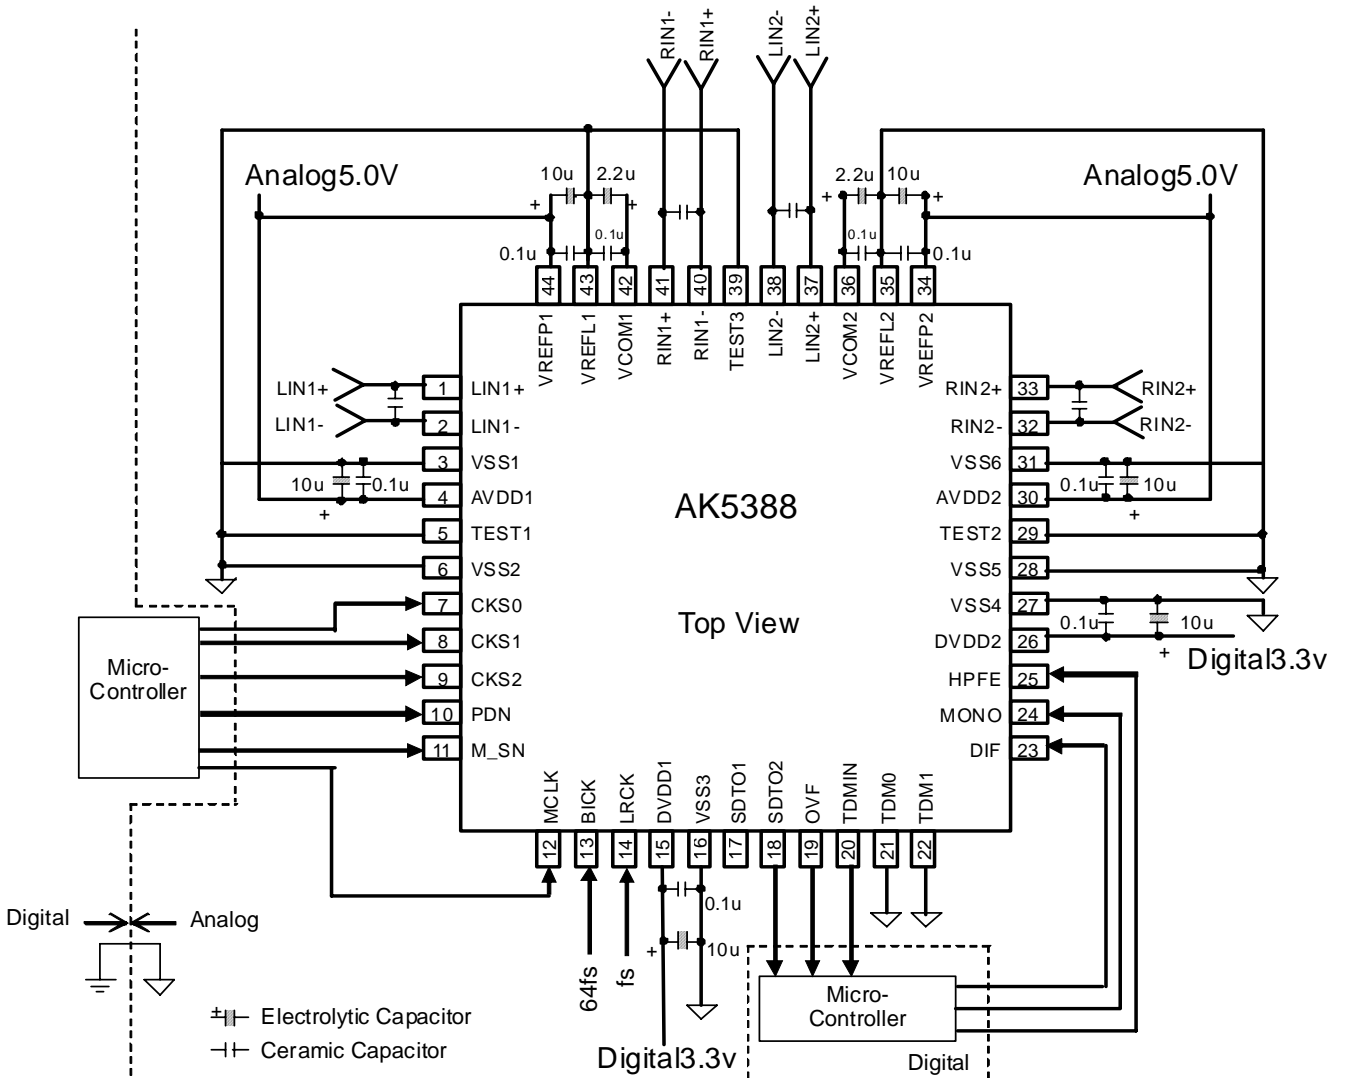 RIN1-
RIN1+
LIN2-
LIN2+
Analog5.0V
10u
2.2u
2.2u
10u
Analog5.0V
+
+
+
+
0.1u
0.1u
0.1u
0.1u
44
43
42
41
40
39
38
37
36
35
34
VREFP1
VREFL1
VCOM1
RIN1+
RIN1-
TEST3
LIN2-
LIN2+
VCOM2
VREFL2
VREFP2
LIN1+
1
LIN1+
LIN1-
2
LIN1-
3
VSS1
10u
0.1u
+
4
AVDD1
5
TEST1
6
VSS2
7
CKS0
8
CKS1
9
CKS2
10
PDN
11
M_SN
Micro-
Controller
AK5388
Top View
RIN2+
33
RIN2+
RIN2-
32
RIN2-
VSS6
31
0.1u
10u
+
AVDD2
30
TEST2
29
VSS5
28
VSS4
27
0.1u
10u
+
DVDD2
26
Digital3.3v
HPFE
25
MONO
24
DIF
23
MCLK
BICK
LRCK
DVDD1
VSS3
SDTO1
SDTO2
OVF
TDMIN
TDM0
TDM1
12
13
14
15
16
17
18
19
20
21
22
0.1u
+
10u
64fs
fs
Digital3.3v
Micro-
Controller
Digital
Digital
Analog
+
Electrolytic Capacitor
Ceramic Capacitor